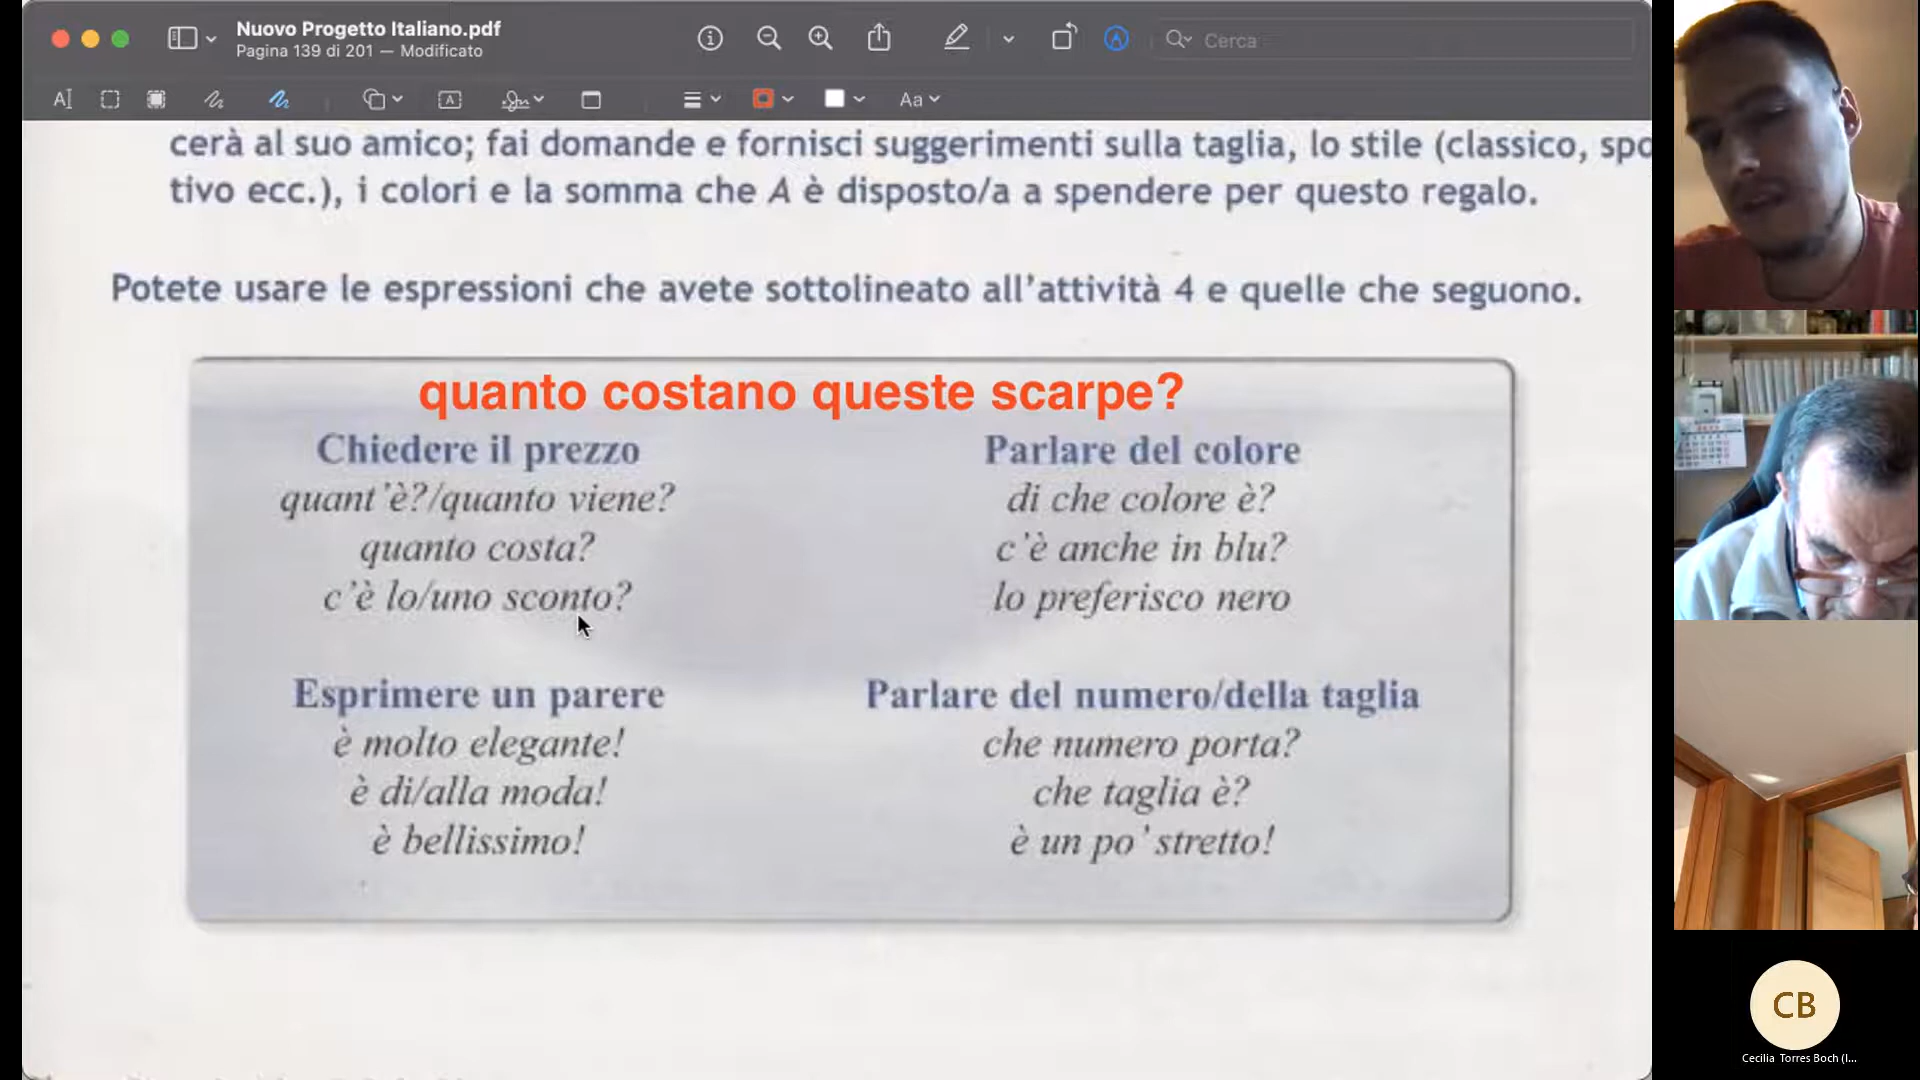 Nuovo Progetto Italiano.pdf
Pagina 139 di 201 — Modificato
Cerca
Aa
cerà al suo amico; fai domande e fornisci suggerimenti sulla taglia, lo stile (classico, spo
tivo ecc.), i colori e la somma che A è disposto/a a spendere per questo regalo.
Potete usare le espressioni che avete sottolineato all'attività 4 e quelle che seguono.
quanto costano queste scarpe?
Chiedere il prezzo
quant'è?/quanto viene?
quanto costa?
c'è lo/uno sconto?
Parlare del colore
di che colore è?
c'è anche in blu?
lo preferisco nero
Esprimere un parere
è molto elegante!
è di/alla moda!
è bellissimo!
Parlare del numero/della taglia
che numero porta?
che taglia è?
è un po' stretto!
CB
Cecilia Torres Boch (I...